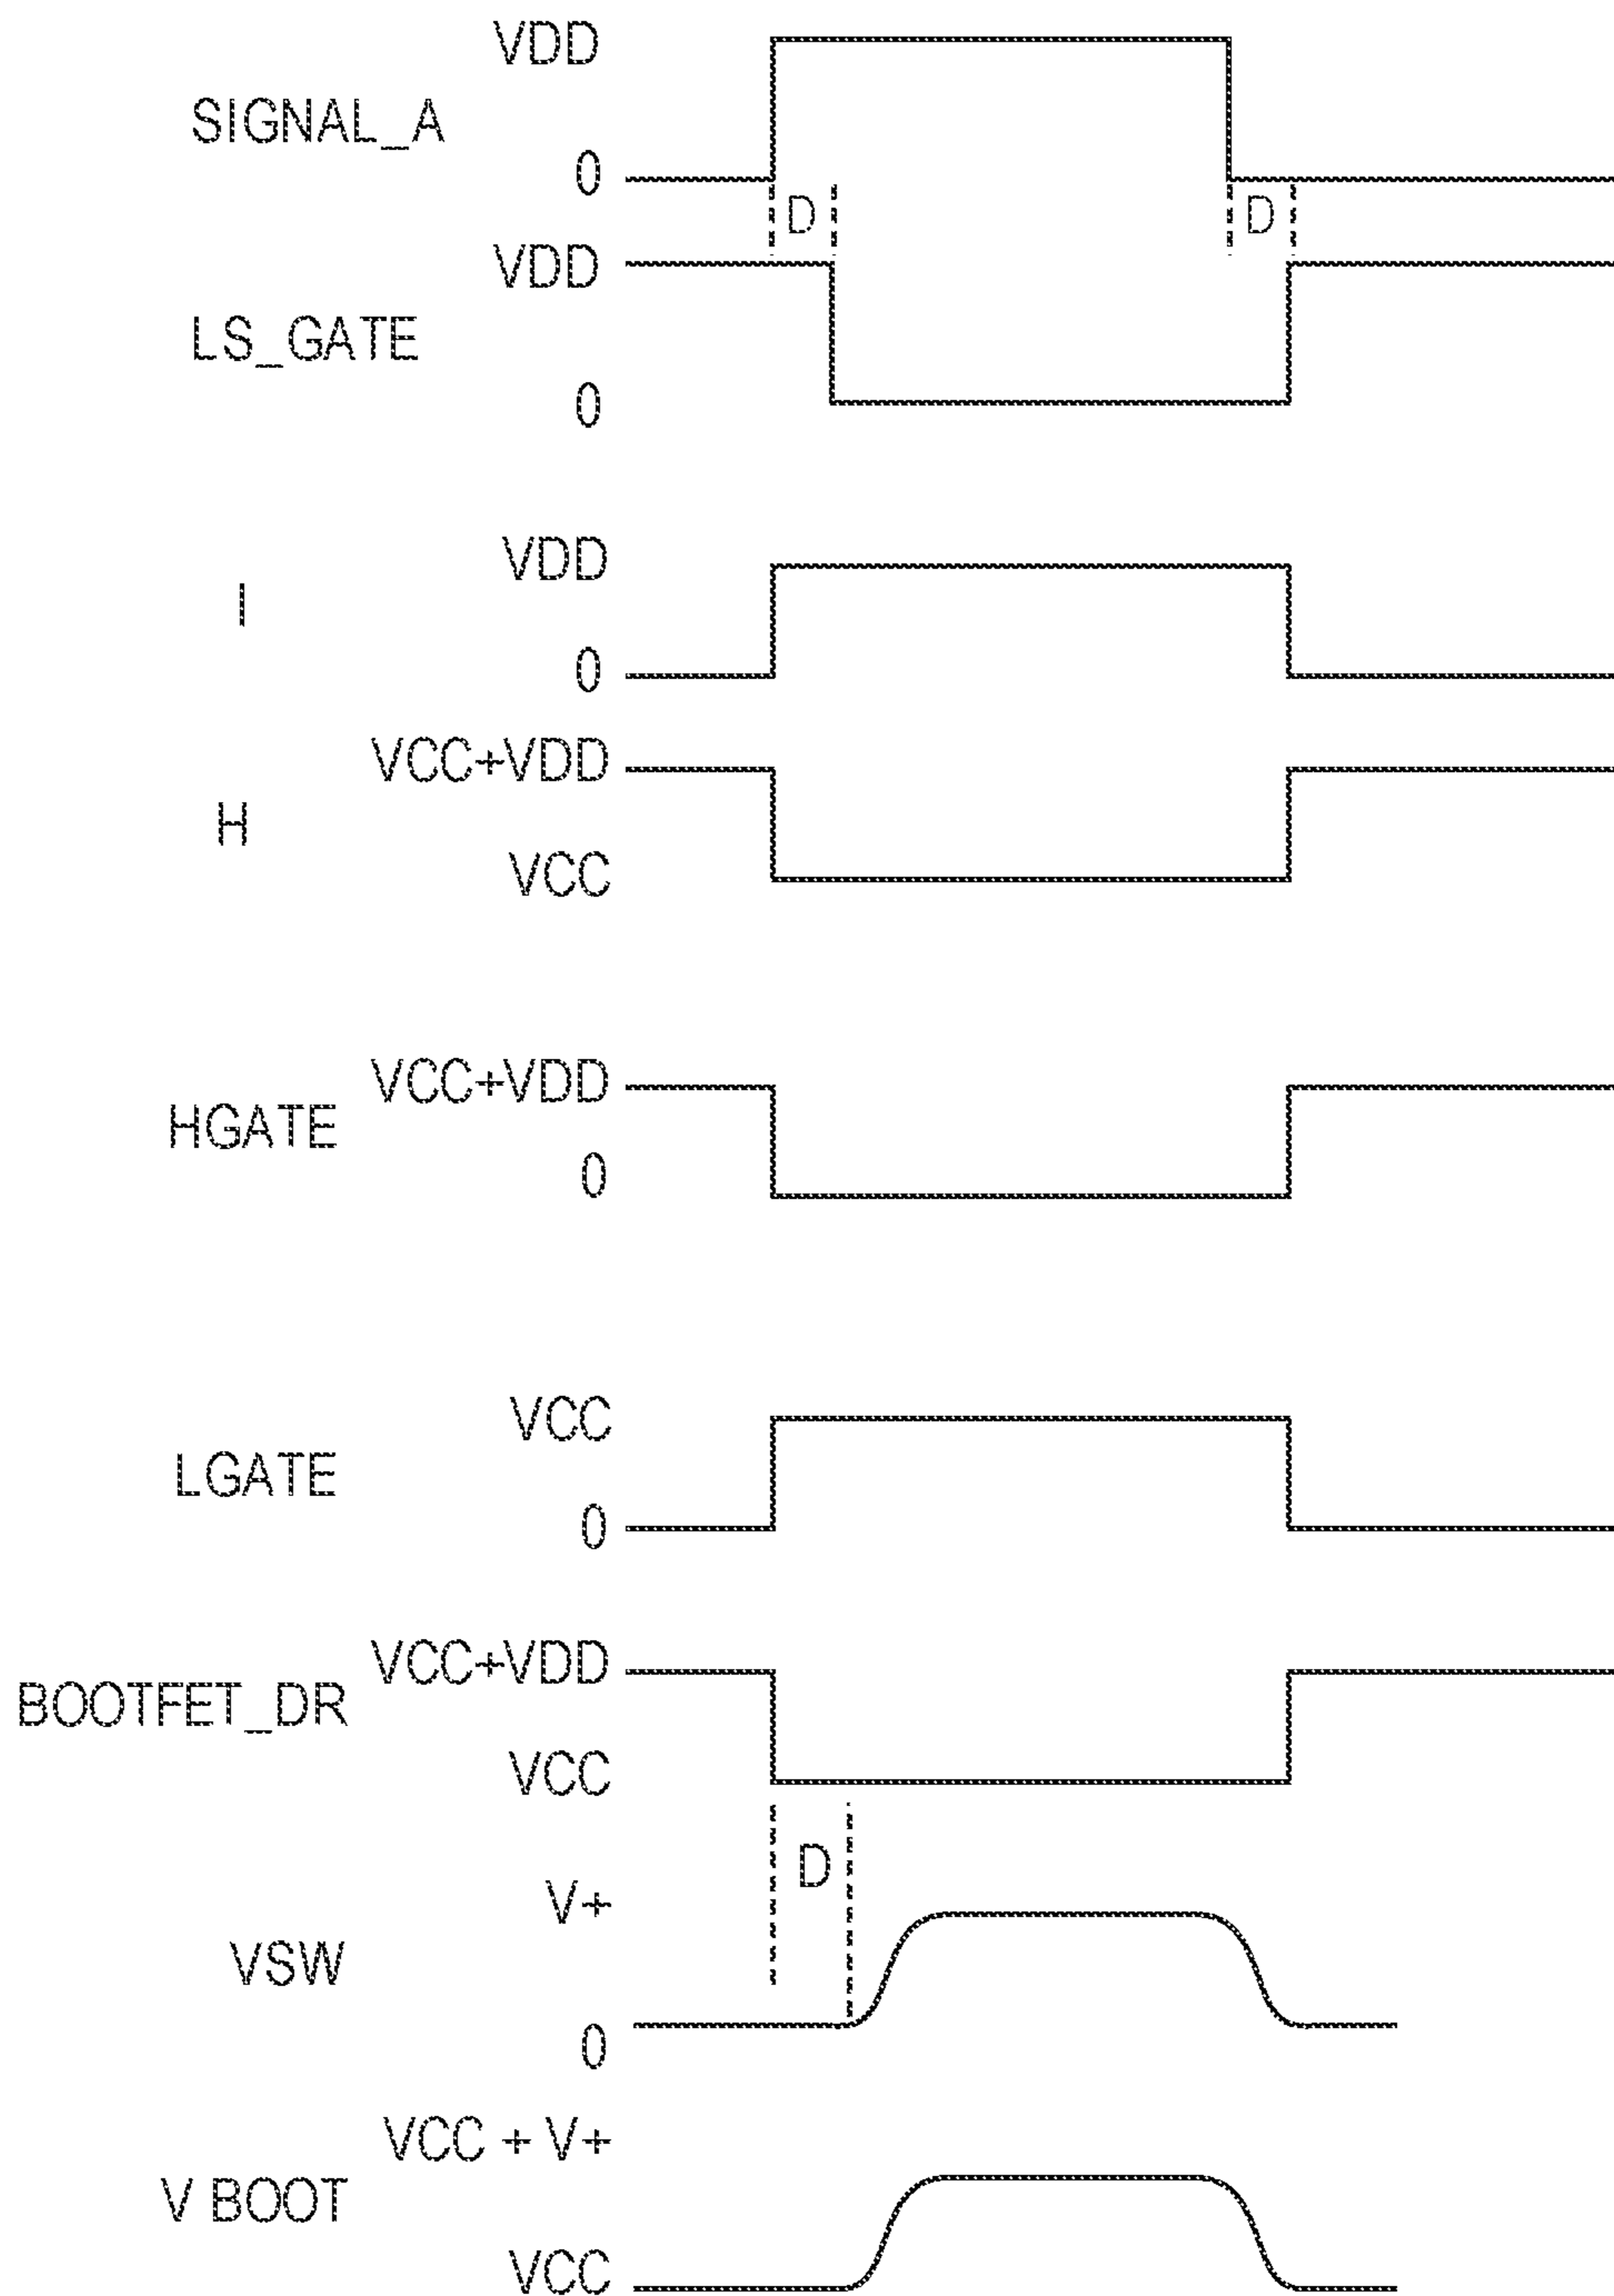 VDD
SIGNAL_A
0
D D
VDD
LS_GATE
0
VDD
I
0
VCC+VDD
H
VCC
VCC+VDD
HGATE
0
VCC
LGATE
0
VCC+VDD
BOOTFET_DR
VCC
D
V+
VSW
0
VCC + V+
V BOOT
VCC